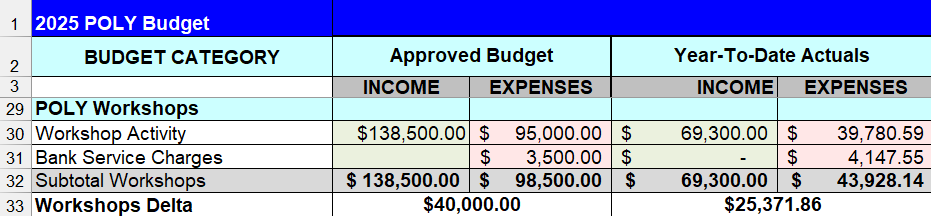 1 2025 POLY Budget
2 BUDGET CATEGORY Approved Budget Year-To-Date Actuals
3 INCOME EXPENSES INCOME EXPENSES
29 POLY Workshops
30 Workshop Activity $138,500.00 $ 95,000.00 $ 69,300.00 $ 39,780.59
31 Bank Service Charges $ 3,500.00 $ - $ 4,147.55
32 Subtotal Workshops $ 138,500.00 $ 98,500.00 $ 69,300.00 $ 43,928.14
33 Workshops Delta $40,000.00 $25,371.86